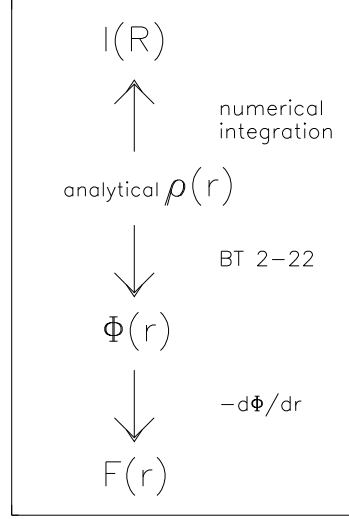 I(R)
numerical
integration
analytical ρ(r)
BT 2-22
Φ(r)
-dΦ/dr
F(r)